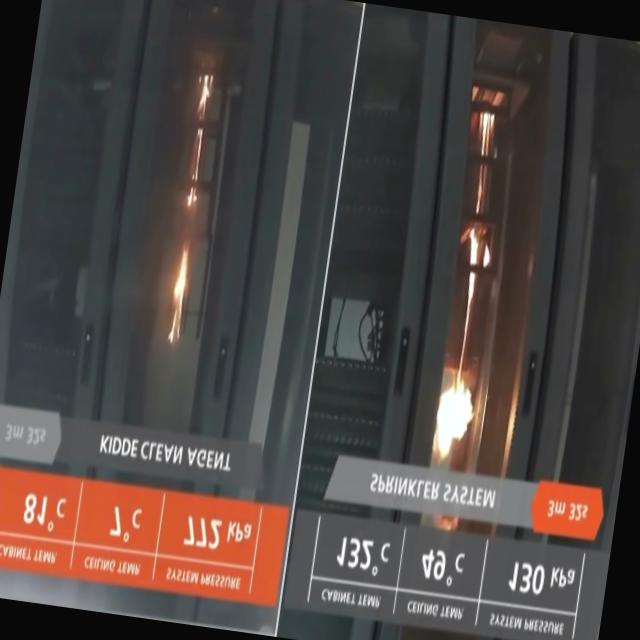 3m 32s
KIDDE CLEAN AGENT
81°C
7°C
772 kPa
CABINET TEMP
CEILING TEMP
SYSTEM PRESSURE
SPRINKLER SYSTEM
3m 32s
132°C
49°C
130 kPa
CABINET TEMP
CEILING TEMP
SYSTEM PRESSURE